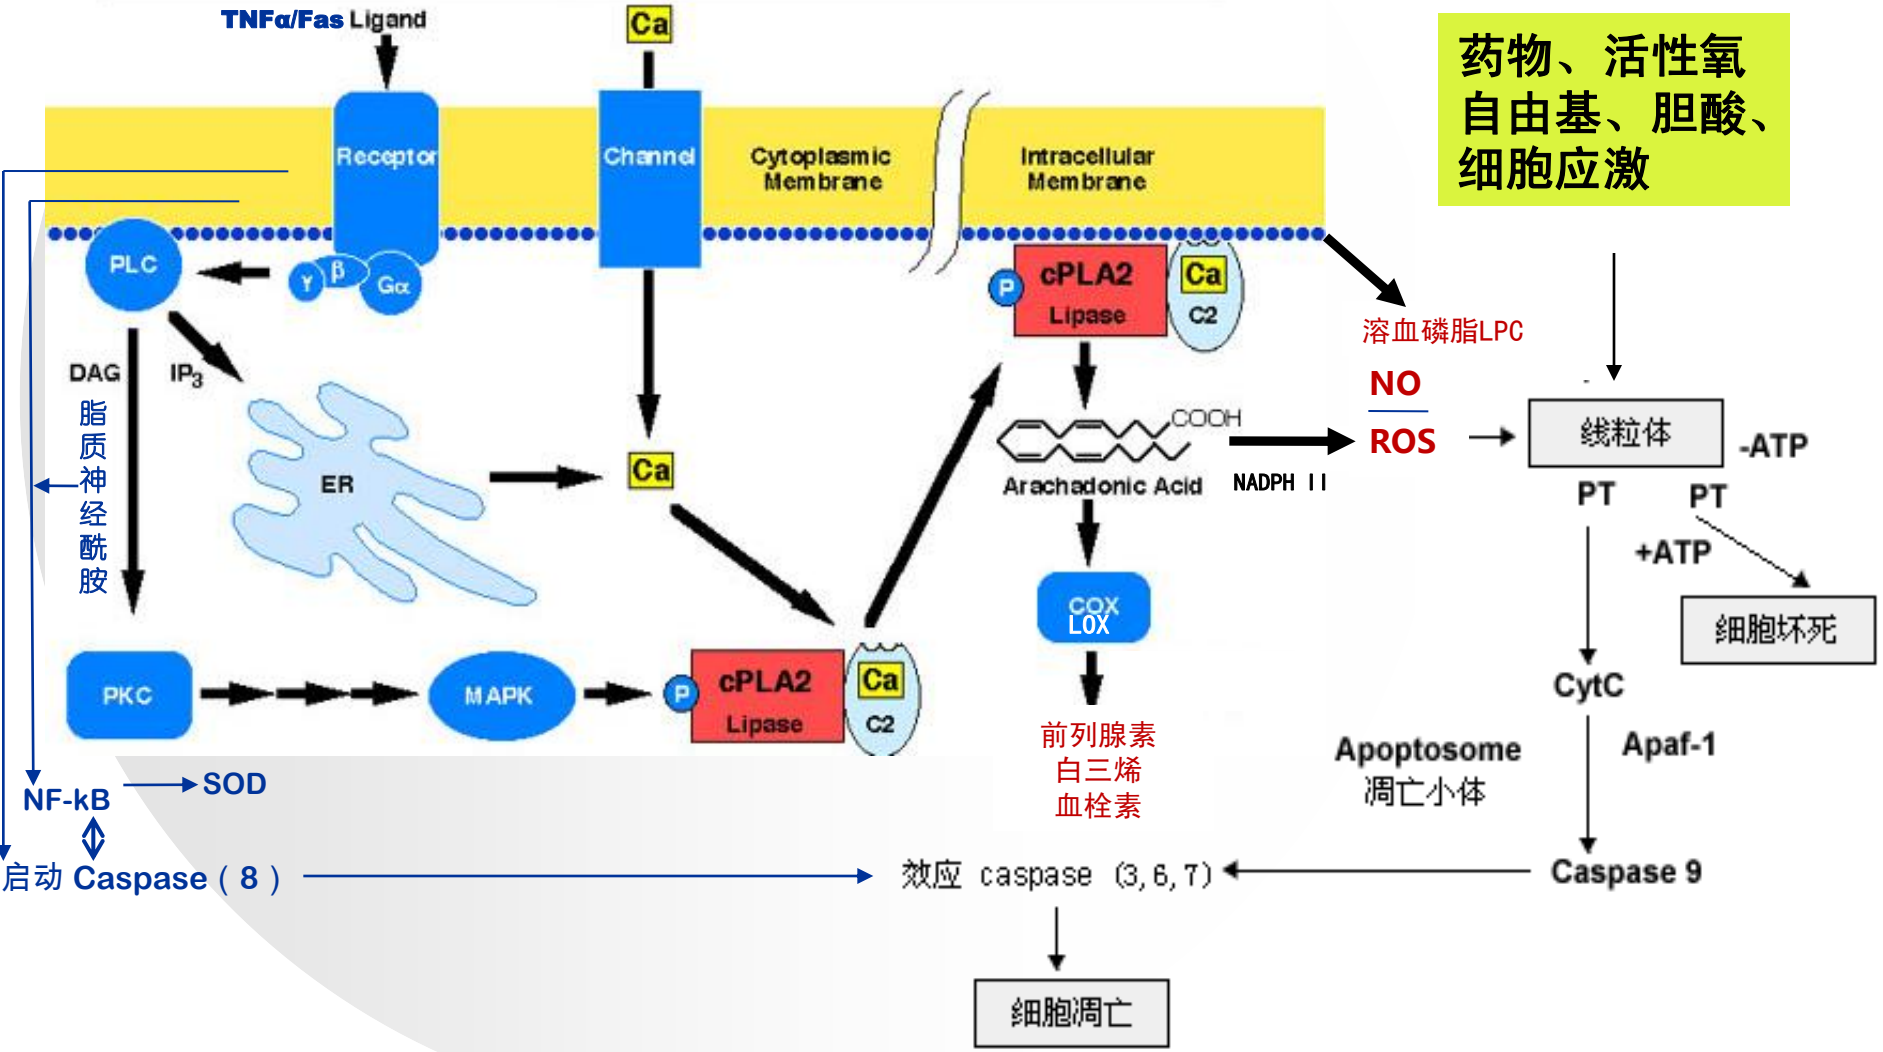 TNFα/Fas Ligand
Ca
药物、活性氧
自由基、胆酸、
细胞应激
Receptor
Channel
Cytoplasmic
Membrane
Intracellular
Membrane
PLC
γ
β
Gα
P
cPLA2
Lipase
Ca
C2
溶血磷脂LPC
DAG
IP3
NO
ROS
脂
质
神
经
酰
胺
ER
Ca
COOH
Arachadonic Acid
NADPH II
线粒体
-ATP
PT
PT
+ATP
COX
LOX
细胞坏死
PKC
MAPK
P
cPLA2
Lipase
Ca
C2
CytC
前列腺素
白三烯
血栓素
Apoptosome
凋亡小体
Apaf-1
NF-kB
SOD
启动 Caspase（8）
效应 caspase (3,6,7)
Caspase 9
细胞凋亡